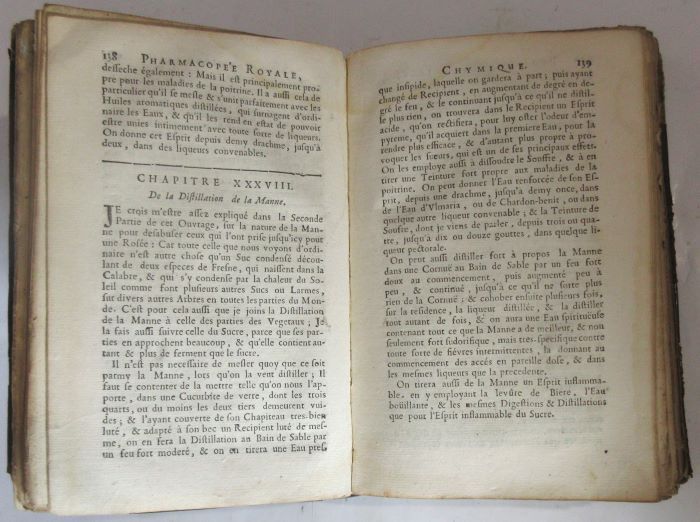 138 PHARMACOPE'E ROYALE,
desseche également : Mais il est principalement pro-
pre pour les maladies de la poitrine. Il a aussi cela de
particulier qu'il se mesle & s'unit parfaitement avec les
Huiles aromatiques distilées, qui surnagent d'ordi-
naire les Eaux, & qu'il les rend en estat de pouvoir
estre unies intimement avec toute sorte de liqueurs.
On donne cet Esprit depuis demy drachme, jusqu'à
deux, dans des liqueurs convenables.
CHAPITRE XXXVIII.
De la Distillation de la Manne.
JE crois m'estre assez expliqué dans la Seconde
Partie de cet Ouvrage, sur la nature de la Man-
ne pour desabuser ceux qui l'ont prise jusqu'icy pour
une Rosée : Car toute celle que nous voyons d'ordi-
naire n'est autre chose qu'un Suc condensé décou-
lant de deux especes de Fresne, qui naissent dans la
Calabre, & qui s'y condense par la chaleur du So-
leil comme font plusieurs autres Sucs ou Larmes,
sur divers autres Arbres en toutes les parties du Mon-
de. C'est pour cela aussi que je joins la Distillation
de la Manne à celle des parties des Vegetaux ; Je
la fais aussi suivre celle du Sucre, parce que ses par-
ties en approchent beaucoup, & qu'elle contient au-
tant & plus de ferment que le sucre.
Il n'est pas necessaire de mesler quoy que ce soit
parmy la Manne, lors qu'on la veut distiller ; Il
faut se contenter de la mettre telle qu'on nous l'ap-
porte, dans une Cucurbite de verre, dont les trois
quarts, ou du moins les deux tiers demeurent vui-
des ; & l'ayant couverte de son Chapiteau tres-bien
luté, & adapté à son bec un Recipient luté de mes-
me, on en fera la Distillation au Bain de Sable par
un feu fort moderé, & on en tirera une Eau pres-
CHYMIQUE. 139
que insipide, laquelle on gardera à part ; puis ayant
changé de Recipient, en augmentant de degré en de-
gré le feu, & le continuant jusqu'à ce qu'il ne distil-
le plus rien, on trouvera dans le Recipient un Esprit
acide, qu'on rectifiera, pour luy oster l'odeur d'em-
pyreme, qu'il acquiert dans la premiere Eau, pour la
rendre plus efficace, & d'autant plus propre à pro-
voquer les sueurs, qui est un de ses principaux effets.
On les employe aussi à dissoudre le Souffre, & à en
tirer une Teinture fort propre aux maladies de la
poitrine. On peut donner l'Eau renforcée de son Es-
prit, depuis une drachme, jusqu'à demy once, dans
de l'Eau d'Vlmaria, ou de Chardon-benit, ou dans
quelque autre liqueur convenable ; & la Teinture de
Souffre, dont je viens de parler, depuis trois ou quat-
re, jusqu'à dix ou douze gouttes, dans quelque li-
queur pectorale.
On peut aussi distiller fort à propos la Manne
dans une Cornuë au Bain de Sable par un feu fort
doux au commencement, puis augmenté peu à
peu, & continué, jusqu'à ce qu'il ne sorte plus
rien de la Cornuë ; & cohober ensuite plusieurs fois,
sur la residence, la liqueur distillée ; & la distiller
tout autant de fois, & on aura une Eau spiritueuse
contenant tout ce que la Manne a de meilleur, & non
seulement fort sudorifique, mais tres-specifique contre
toute sorte de fiévres intermittentes, la donnant au
commencement des accés en pareille dose, & dans
les mesmes liqueurs que la precedente.
On tirera aussi de la Manne un Esprit inflamma-
ble en y employant la levûre de Biere, l'Eau
boüillante, & les mesmes Digestions & Distillations
que pour l'Esprit inflammable du Sucre.